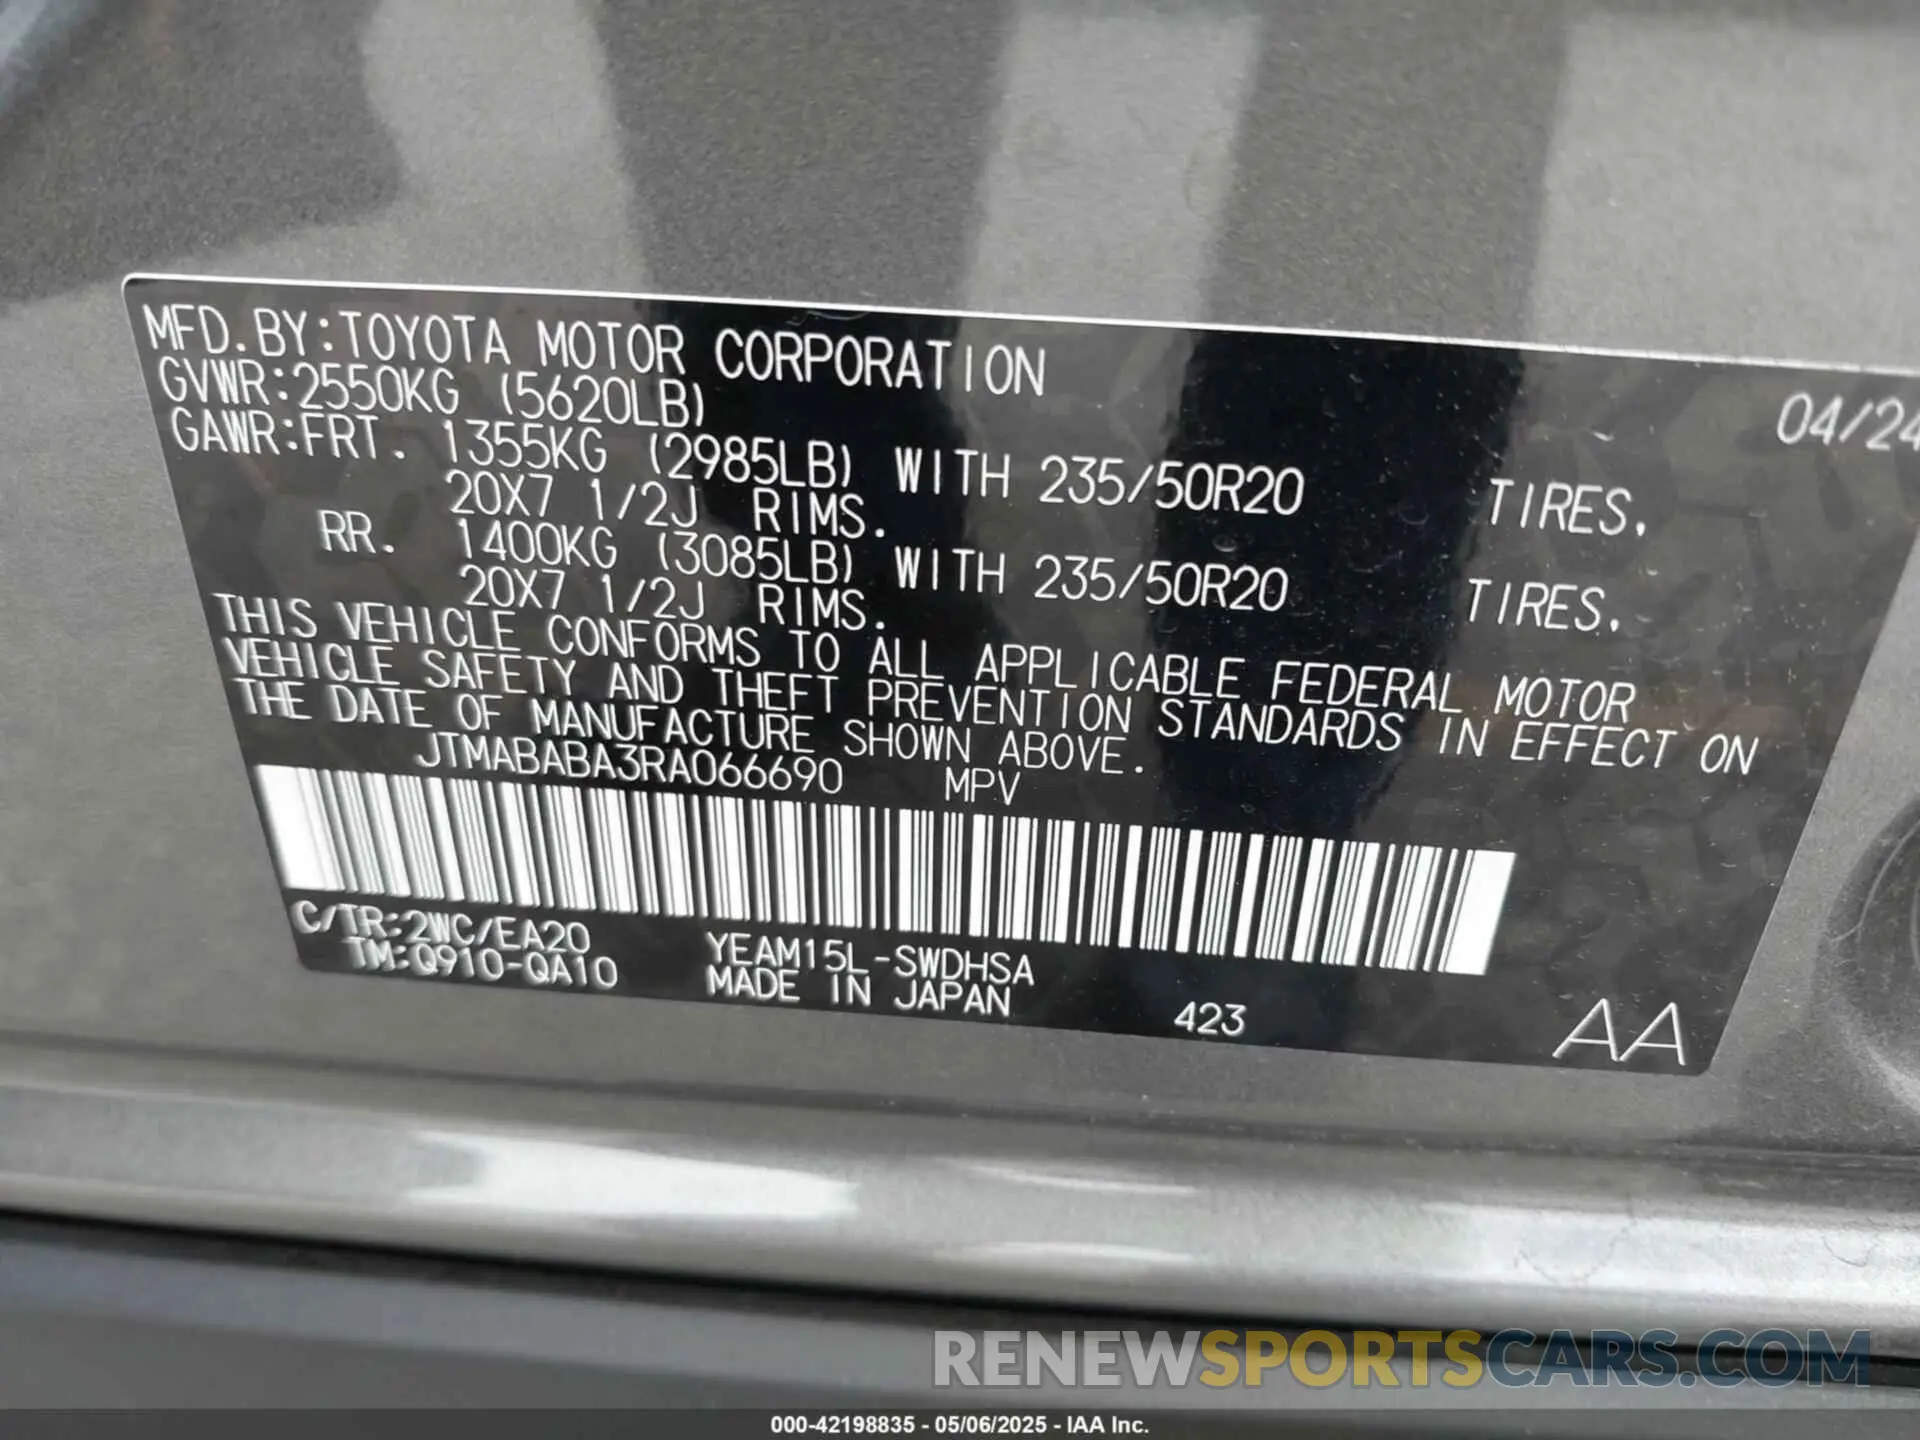 MFD.BY:TOYOTA MOTOR CORPORATION 04/24
GVWR:2550KG (5620LB)
GAWR:FRT. 1355KG (2985LB) WITH 235/50R20 TIRES,
20X7 1/2J RIMS.
RR. 1400KG (3085LB) WITH 235/50R20 TIRES,
20X7 1/2J RIMS.
THIS VEHICLE CONFORMS TO ALL APPLICABLE FEDERAL MOTOR
VEHICLE SAFETY AND THEFT PREVENTION STANDARDS IN EFFECT ON
THE DATE OF MANUFACTURE SHOWN ABOVE.
JTMABABA3RA066690 MPV
C/TR:2WC/EA20 YEAM15L-SWDHSA
TM:Q910-QA10 MADE IN JAPAN 423 AA
RENEWSPORTSCARS.COM
000-42198835 - 05/06/2025 - IAA Inc.